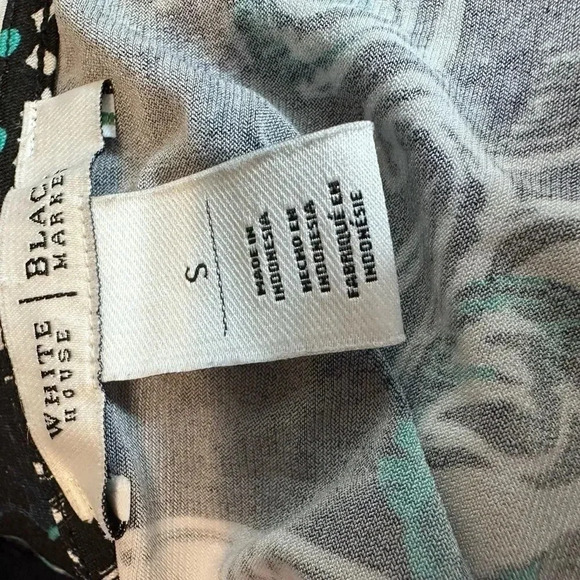 WHITE | BLACK
HOUSE | MARKET
S
MADE IN
INDONESIA
HECHO EN
INDONESIA
FABRIQUÉ EN
INDONÉSIE